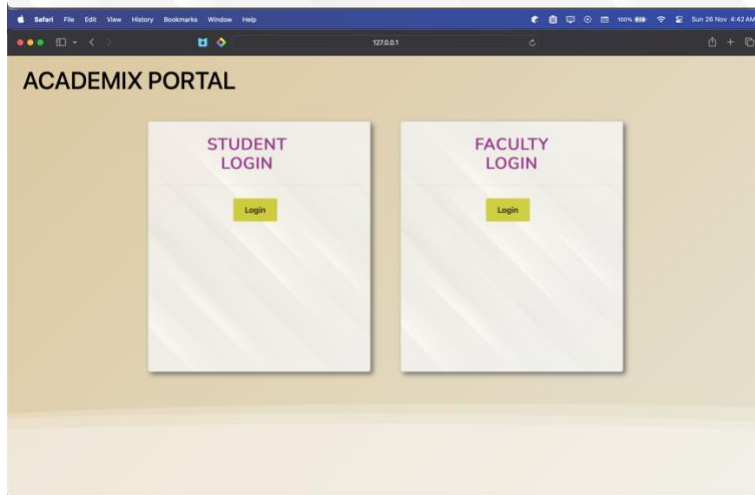 Safari File Edit View History Bookmarks Window Help 100% Sun 26 Nov 4:42 AM
127.0.0.1
ACADEMIX PORTAL
STUDENT
LOGIN
Login
FACULTY
LOGIN
Login